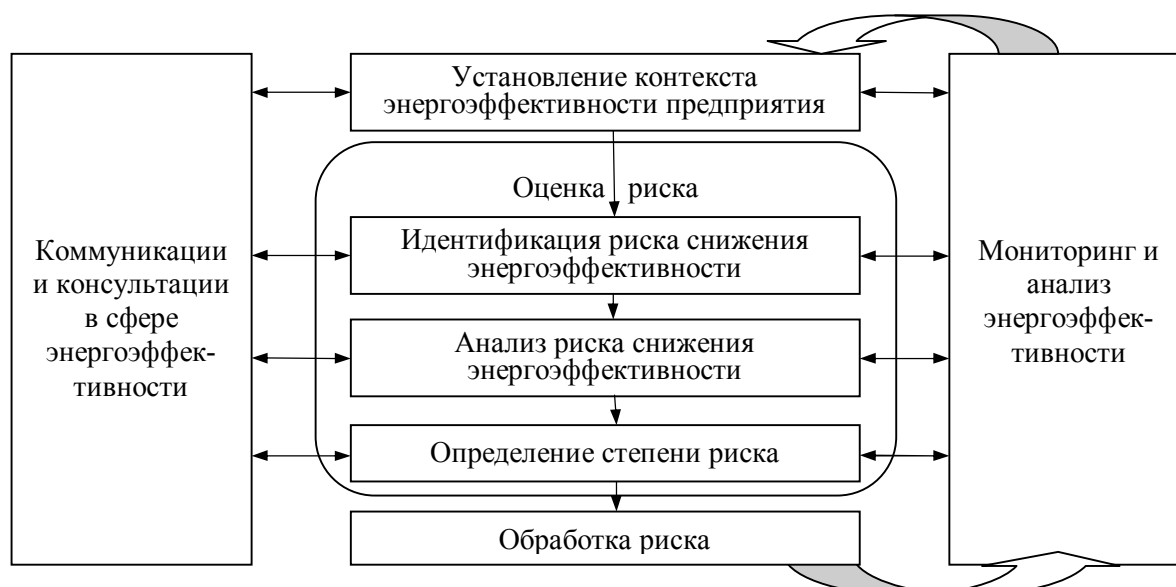 Установление контекста
энергоэффективности предприятия
Оценка риска
Идентификация риска снижения
энергоэффективности
Коммуникации
и консультации
в сфере
энергоэффек-
тивности
Мониторинг и
анализ
энергоэффек-
тивности
Анализ риска снижения
энергоэффективности
Определение степени риска
Обработка риска